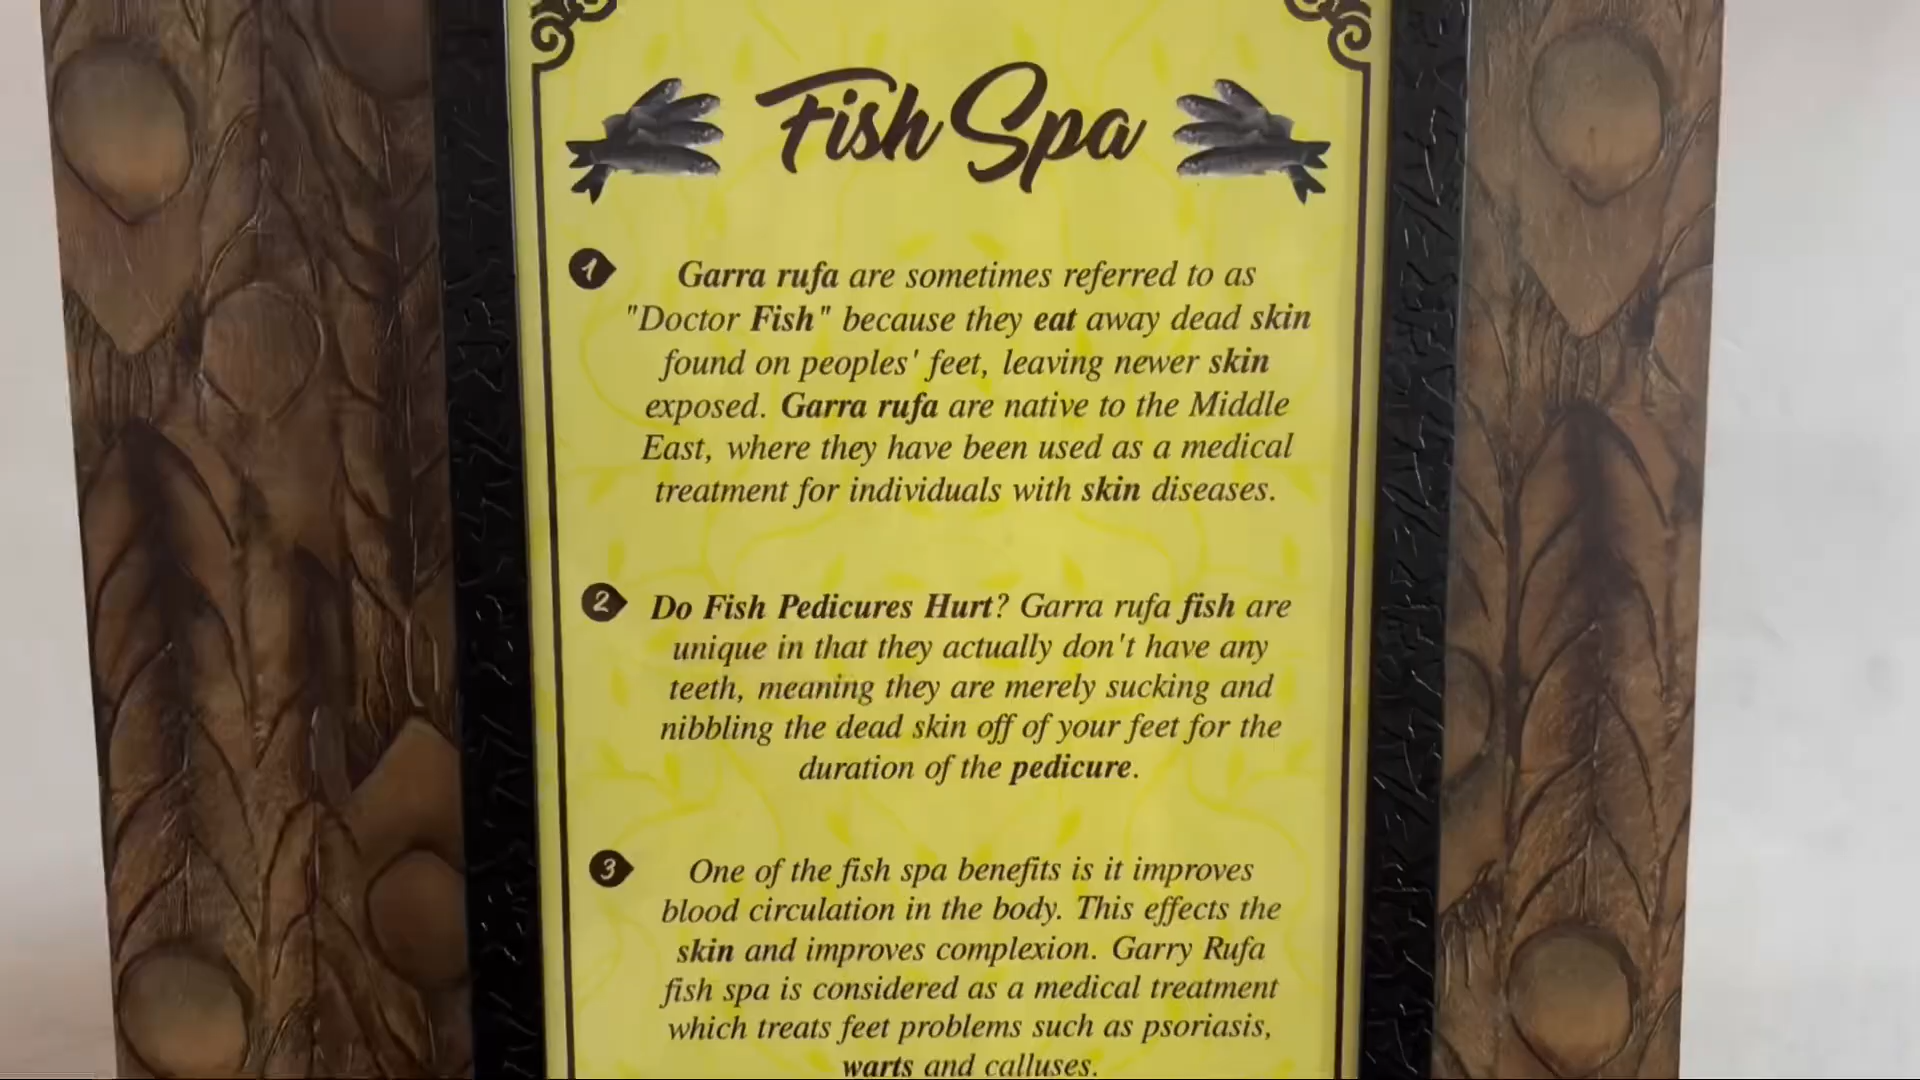 Fish Spa
1
Garra rufa are sometimes referred to as
"Doctor Fish" because they eat away dead skin
found on peoples' feet, leaving newer skin
exposed. Garra rufa are native to the Middle
East, where they have been used as a medical
treatment for individuals with skin diseases.
2
Do Fish Pedicures Hurt? Garra rufa fish are
unique in that they actually don't have any
teeth, meaning they are merely sucking and
nibbling the dead skin off of your feet for the
duration of the pedicure.
3
One of the fish spa benefits is it improves
blood circulation in the body. This effects the
skin and improves complexion. Garry Rufa
fish spa is considered as a medical treatment
which treats feet problems such as psoriasis,
warts and calluses.